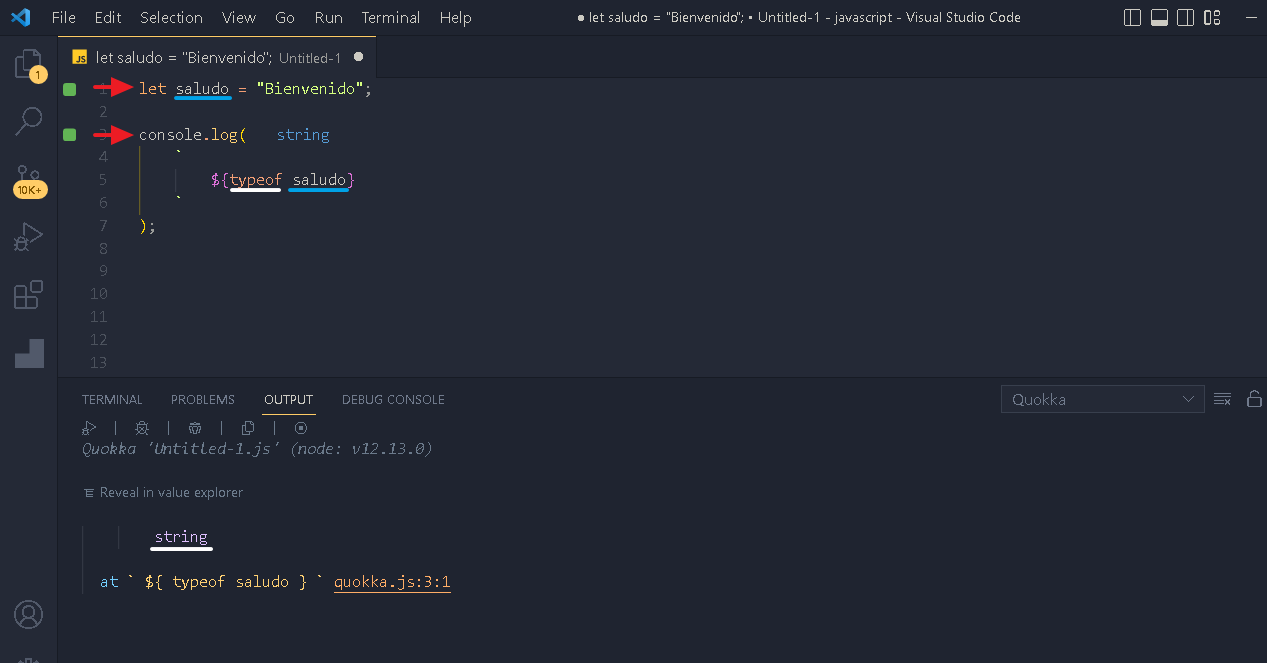 File Edit Selection View Go Run Terminal Help ● let saludo = "Bienvenido"; • Untitled-1 - javascript - Visual Studio Code
JS let saludo = "Bienvenido"; Untitled-1 ●
1 let saludo = "Bienvenido";
2
3 console.log( string
4 `
5 ${typeof saludo}
6 `
7 );
8
9
10
11
12
13
1
10K+
TERMINAL PROBLEMS OUTPUT DEBUG CONSOLE Quokka
Quokka 'Untitled-1.js' (node: v12.13.0)
Reveal in value explorer
string
at ` ${ typeof saludo } ` quokka.js:3:1